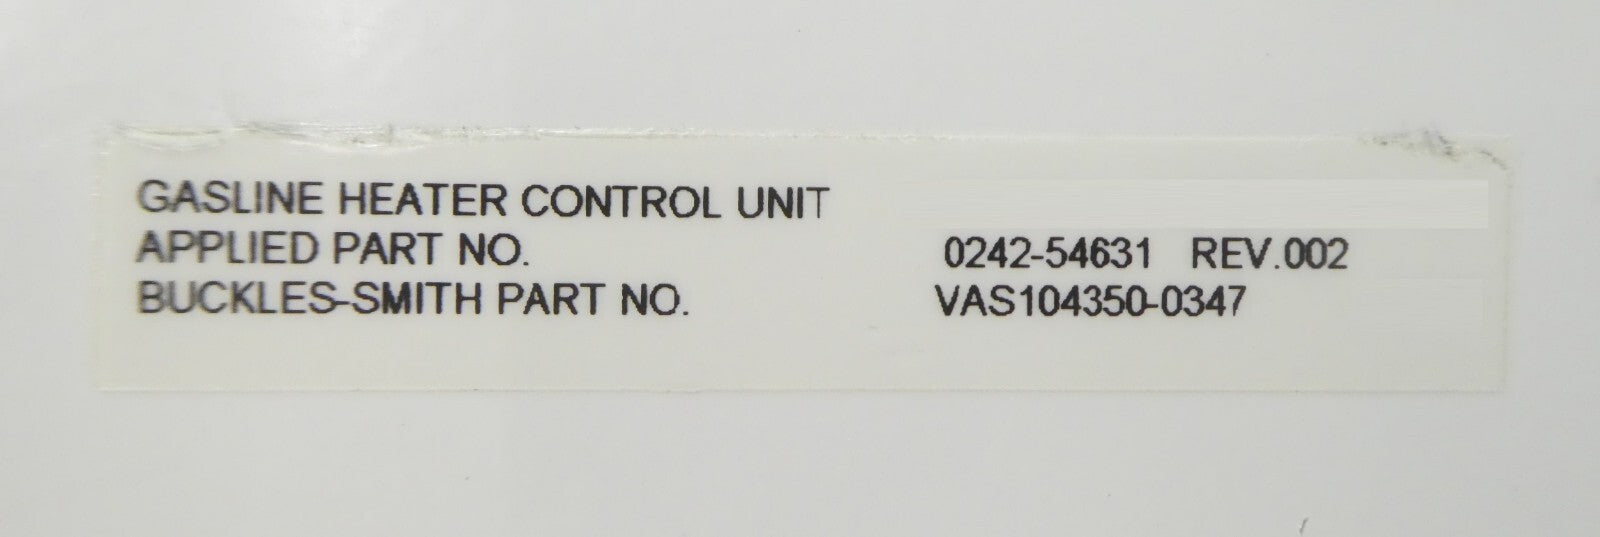 GASLINE HEATER CONTROL UNIT
APPLIED PART NO. 0242-54631 REV.002
BUCKLES-SMITH PART NO. VAS104350-0347